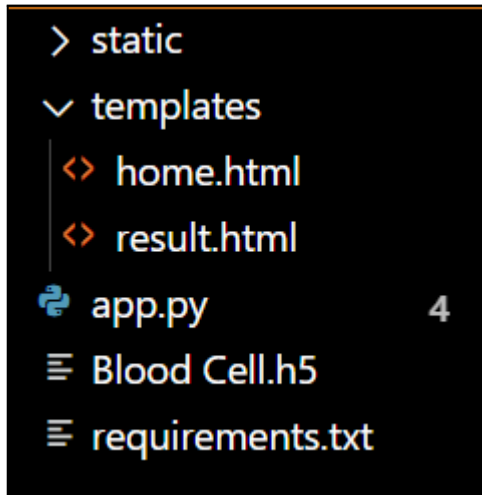 static
templates
home.html
result.html
app.py 4
Blood Cell.h5
requirements.txt